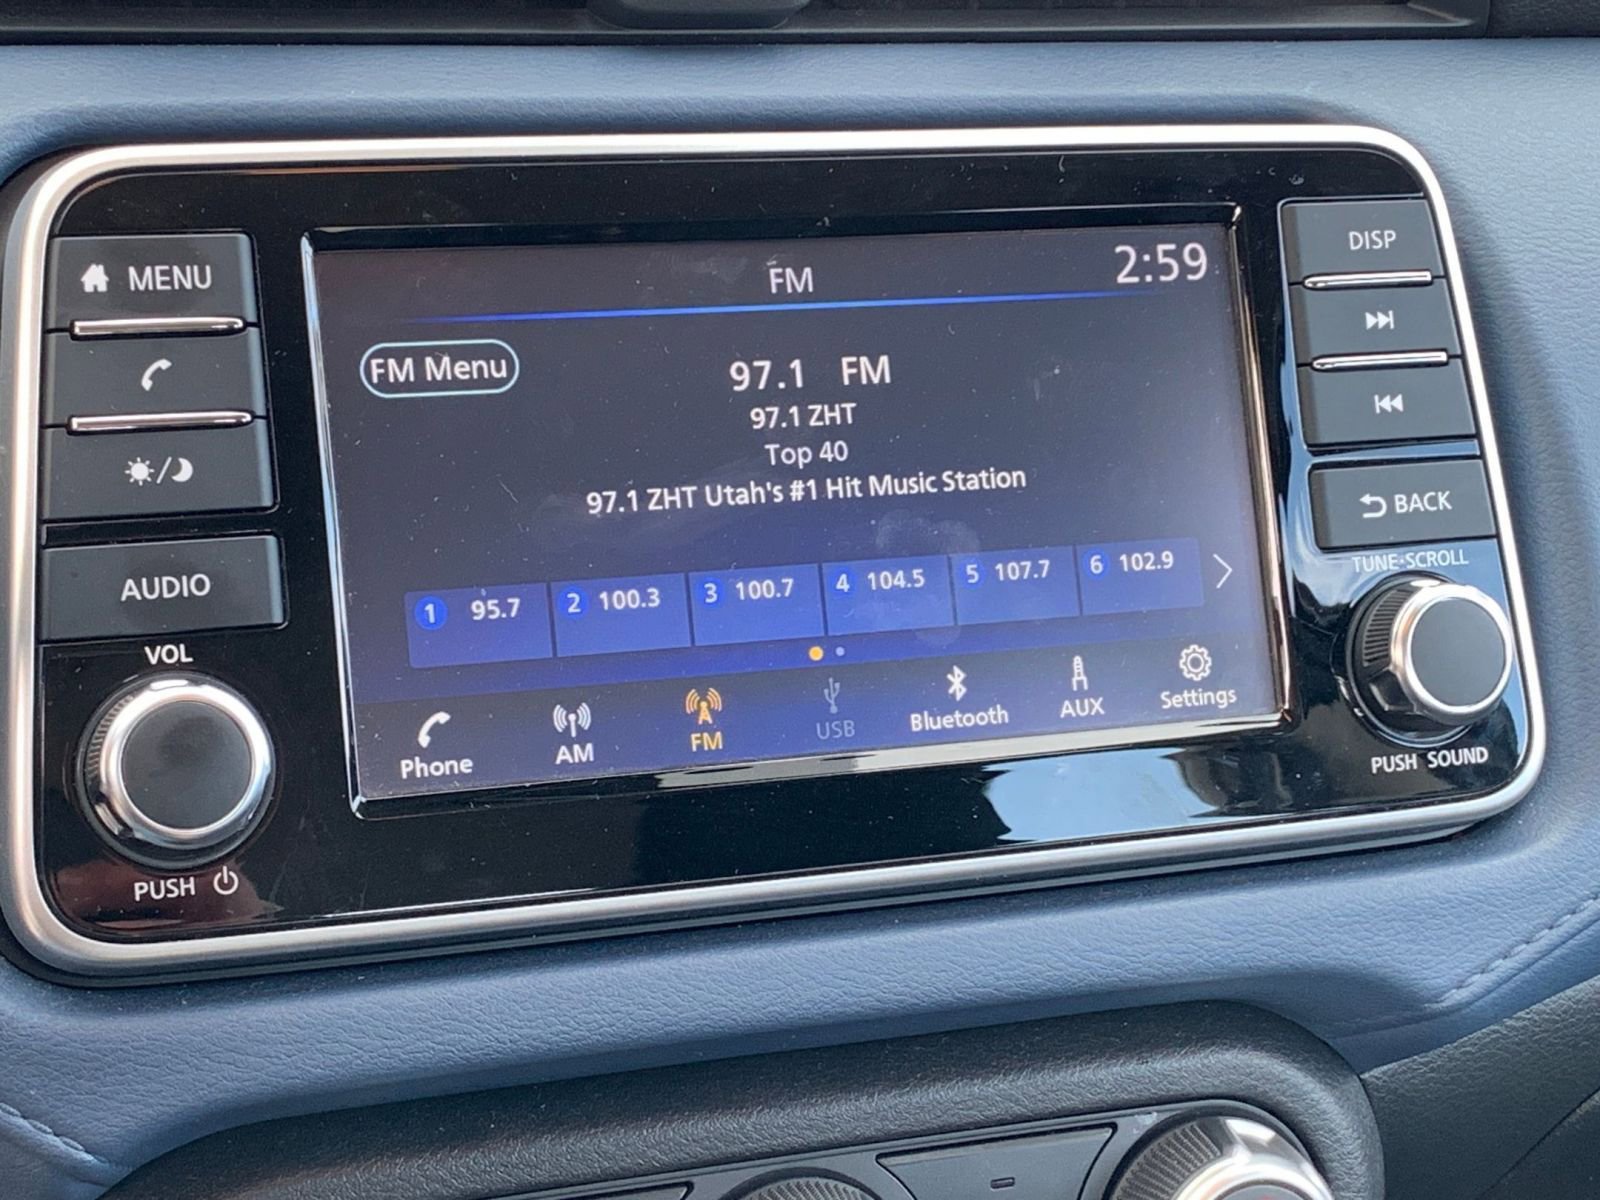 MENU
AUDIO
VOL
PUSH
FM
2:59
FM Menu
97.1 FM
97.1 ZHT
Top 40
97.1 ZHT Utah's #1 Hit Music Station
1 95.7
2 100.3
3 100.7
4 104.5
5 107.7
6 102.9
Phone
AM
FM
USB
Bluetooth
AUX
Settings
DISP
BACK
TUNE·SCROLL
PUSH SOUND